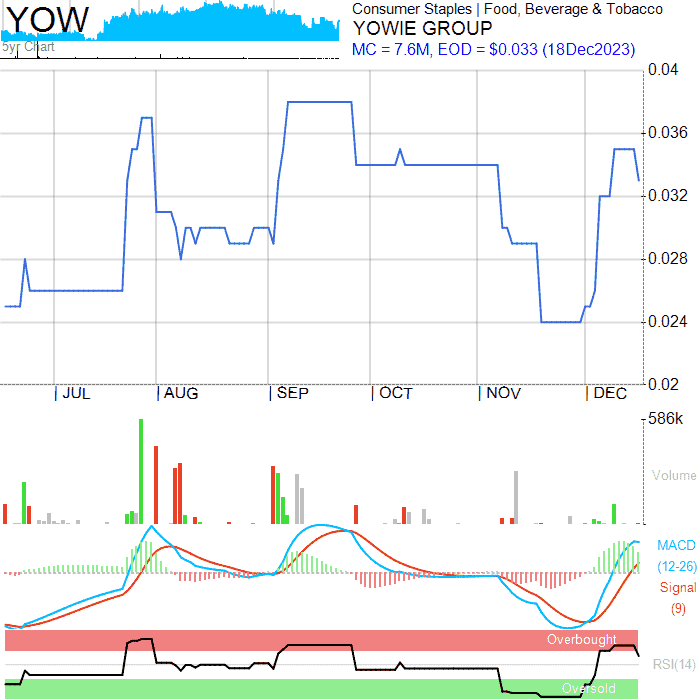 YOW
5yr Chart
Consumer Staples | Food, Beverage & Tobacco
YOWIE GROUP
MC = 7.6M, EOD = $0.033 (18Dec2023)
0.04
0.036
0.032
0.028
0.024
0.02
JUL AUG SEP OCT NOV DEC
586k
Volume
MACD
(12-26)
Signal
(9)
Overbought
RSI(14)
Oversold